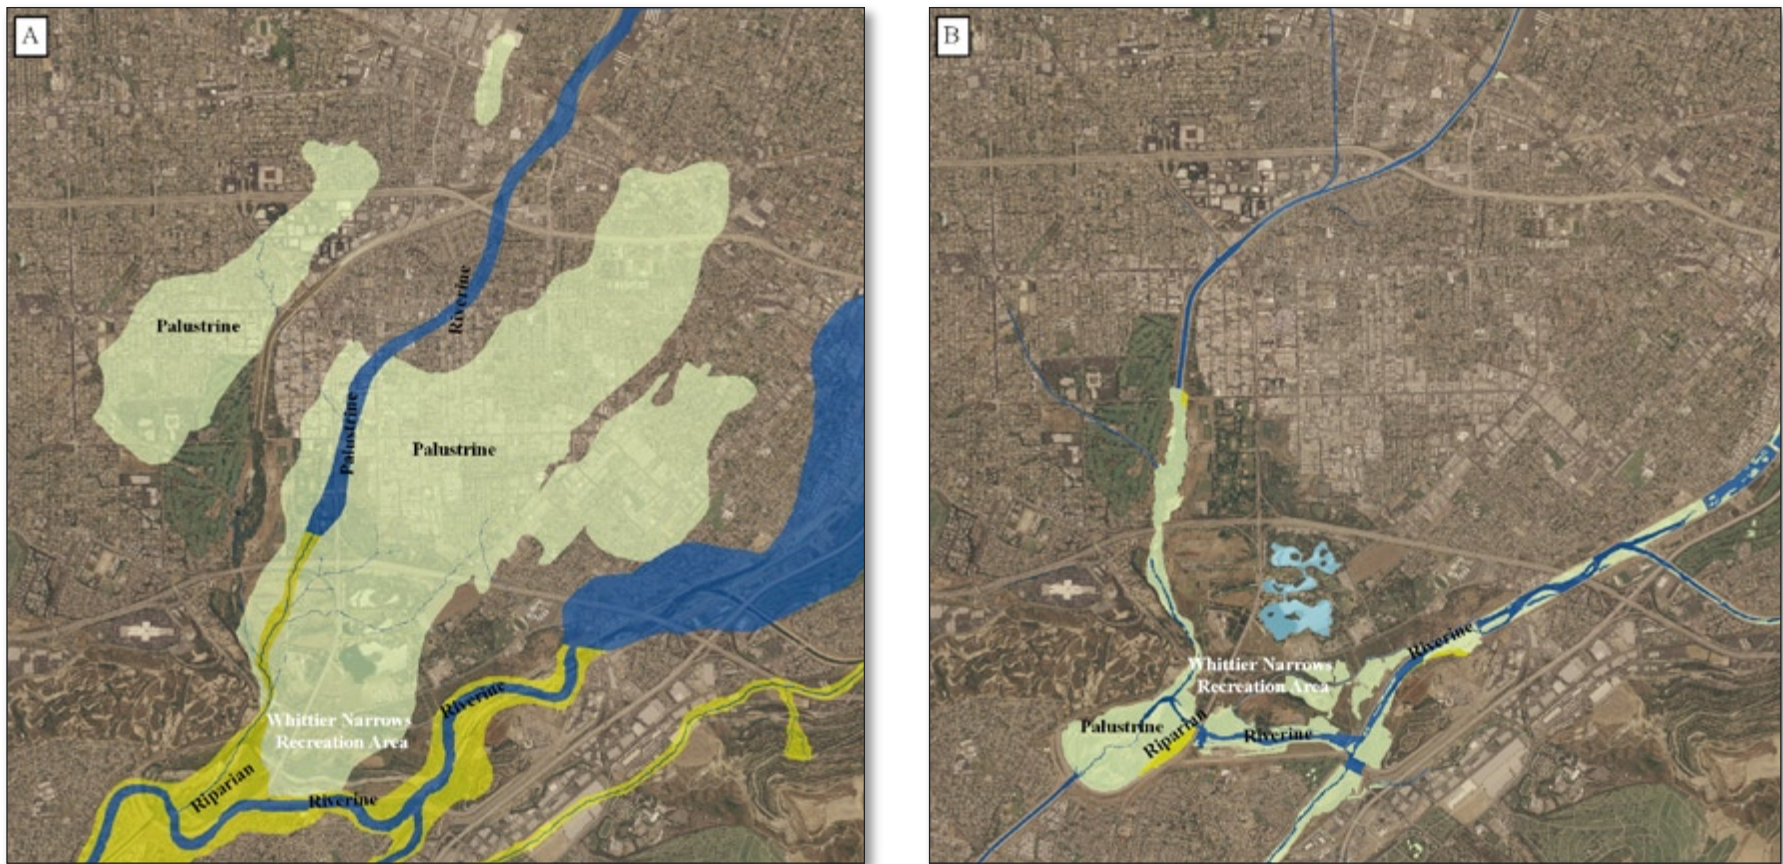 A
Palustrine
Riverine
Palustrine
Palustrine
Riverine
Whittier Narrows
Recreation Area
Riparian
Riverine
B
Riverine
Whittier Narrows
Recreation Area
Palustrine
Riparian
Riverine